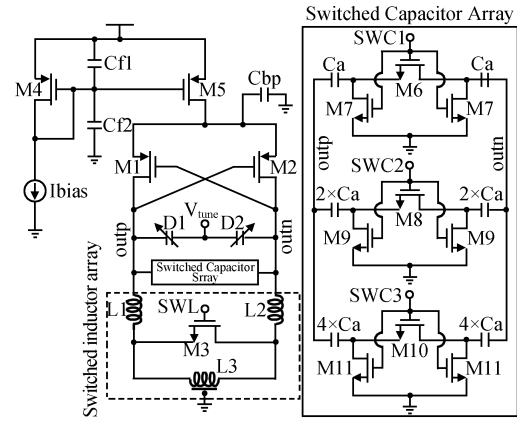 Switched Capacitor Array
M4
Cf1
M5
Cbp
Cf2
Ibias
M1
M2
Vtune
D1
D2
outp
outn
Switched Capacitor
Srray
Switched inductor array
L1
SWL
L2
M3
L3
SWC1
Ca
Ca
M6
M7
M7
outp
outn
SWC2
2×Ca
2×Ca
M8
M9
M9
SWC3
4×Ca
4×Ca
M10
M11
M11